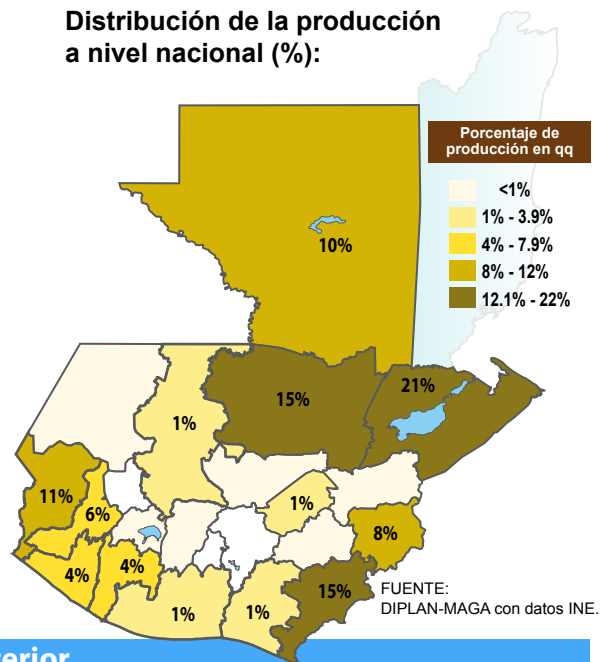 Distribución de la producción
a nivel nacional (%):
Porcentaje de
producción en qq
<1%
1% - 3.9%
4% - 7.9%
8% - 12%
12.1% - 22%
10%
21%
15%
1%
11%
6%
1%
8%
4%
4%
1%
1%
15%
FUENTE:
DIPLAN-MAGA con datos INE.